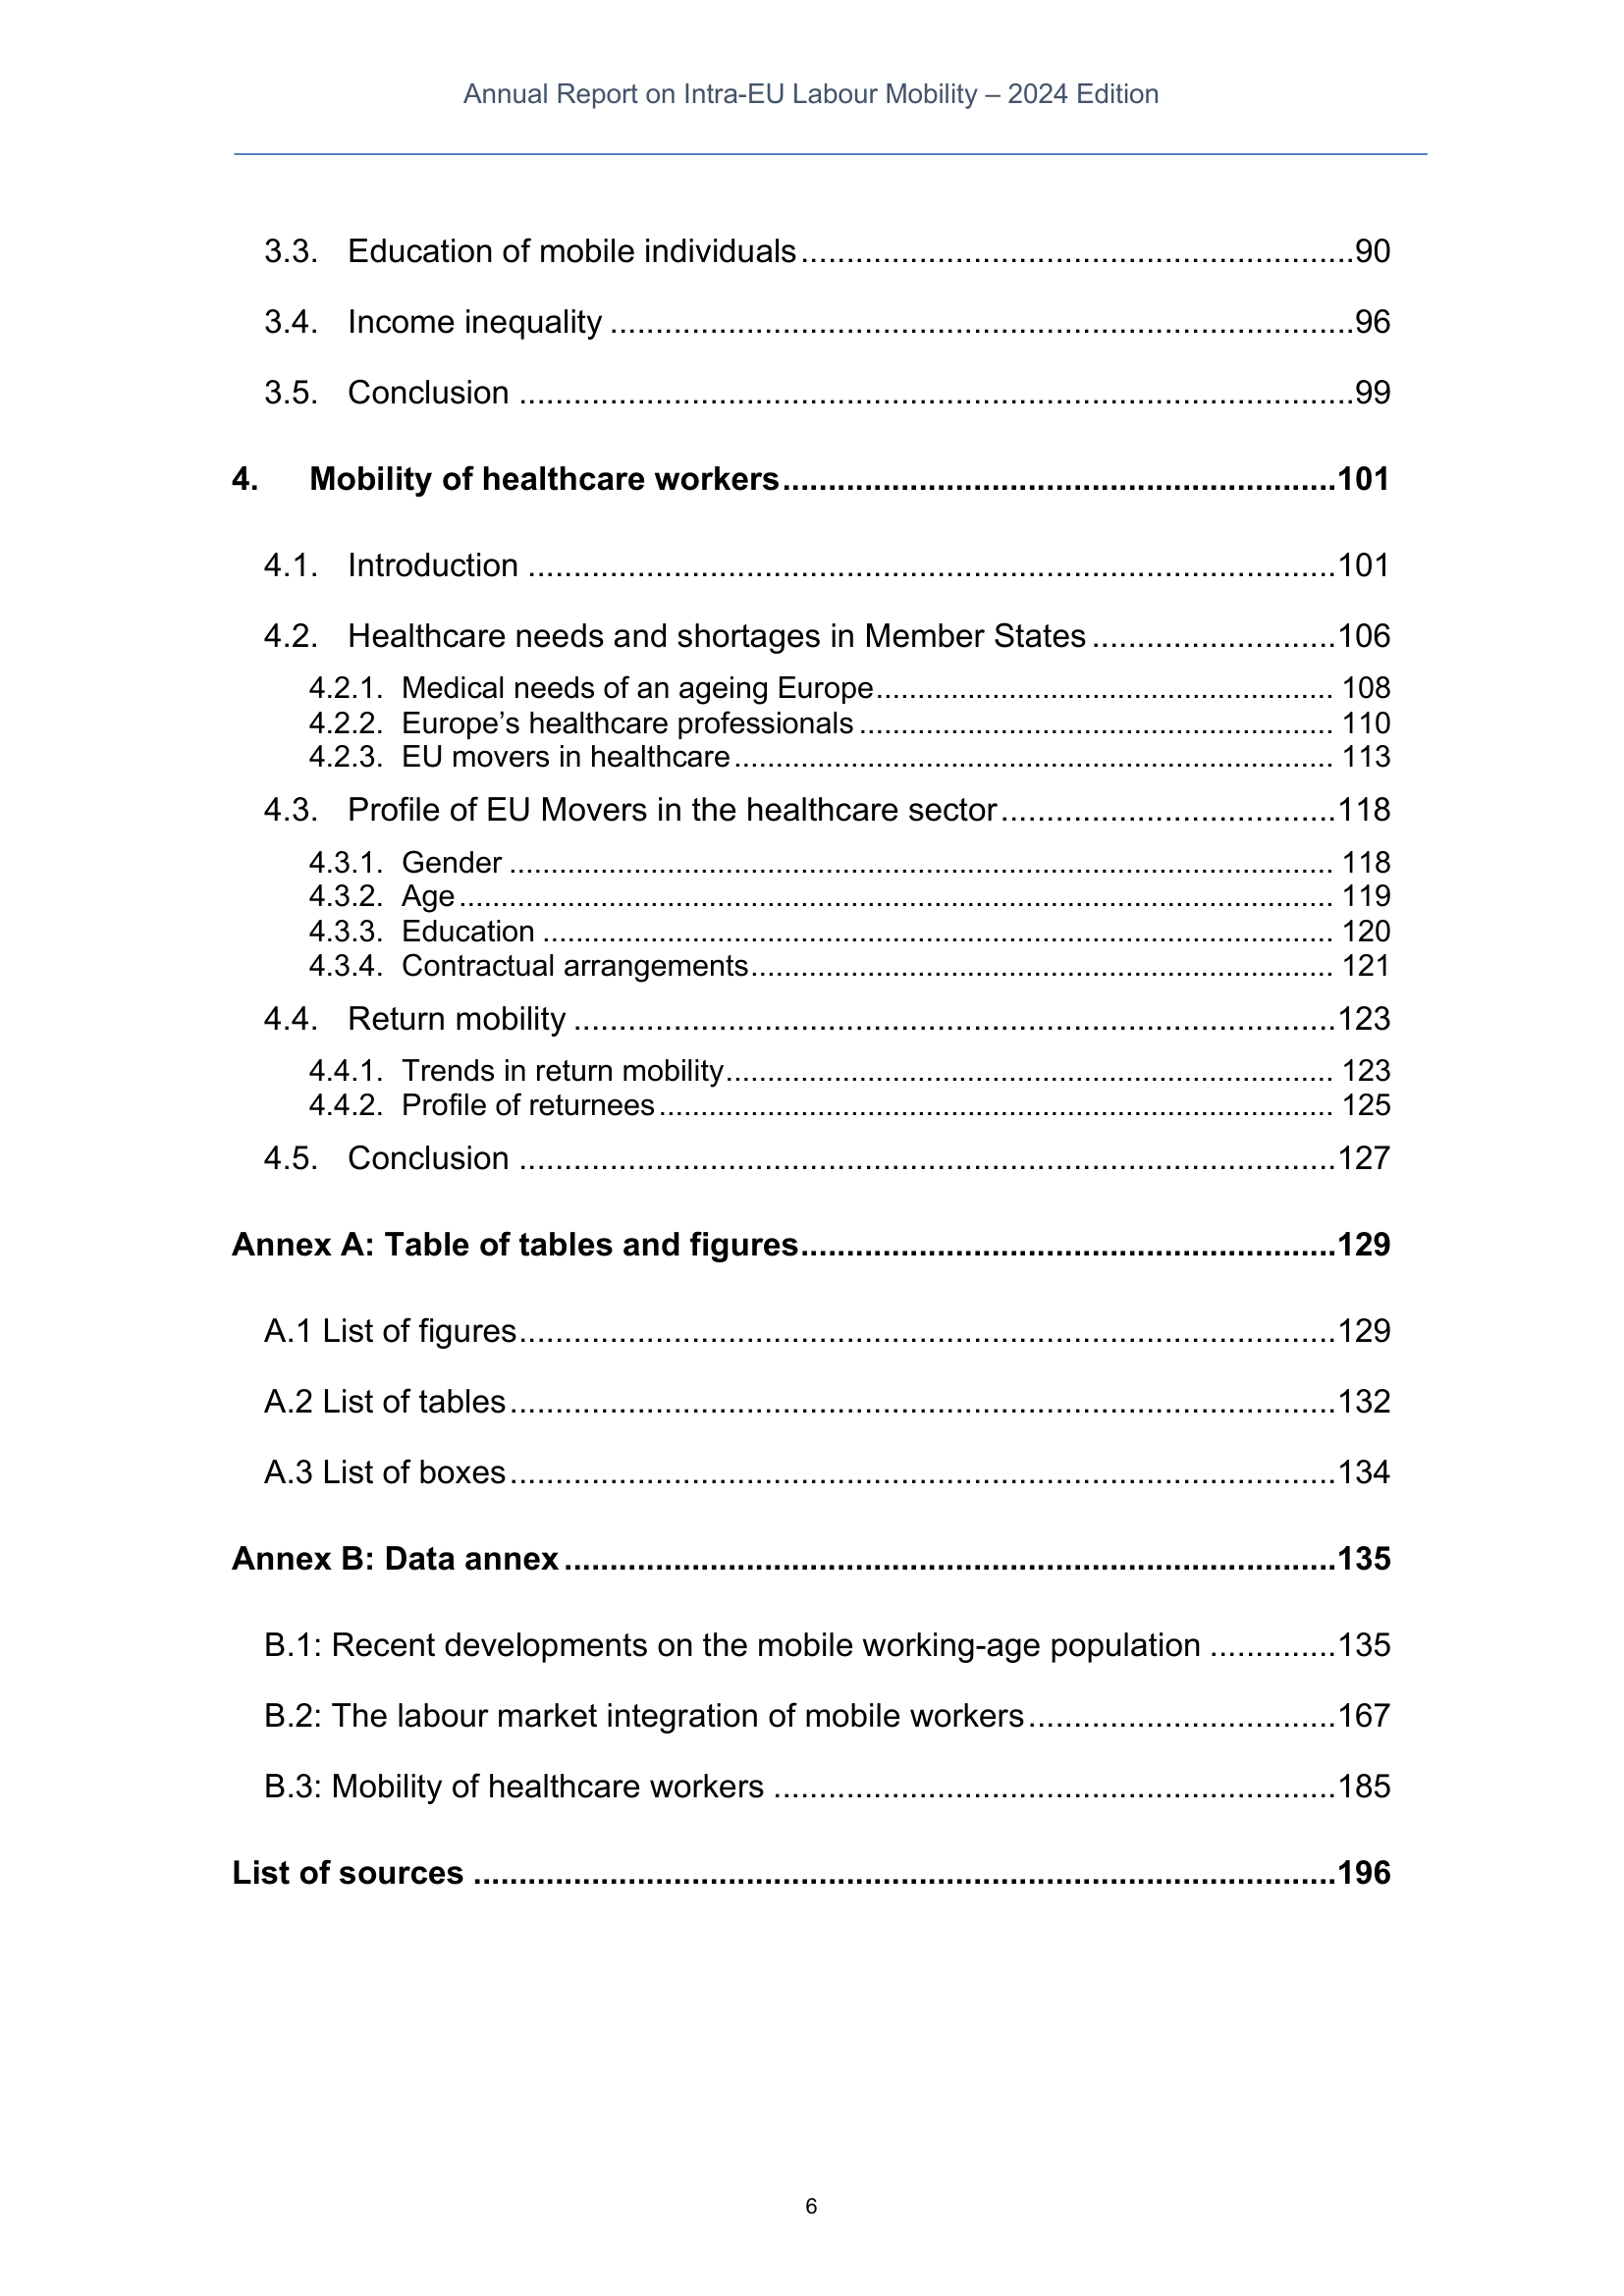 Annual Report on Intra-EU Labour Mobility – 2024 Edition
3.3. Education of mobile individuals ........................................................... 90
3.4. Income inequality ................................................................................ 96
3.5. Conclusion .......................................................................................... 99
4. Mobility of healthcare workers ........................................................... 101
4.1. Introduction ....................................................................................... 101
4.2. Healthcare needs and shortages in Member States .......................... 106
4.2.1. Medical needs of an ageing Europe ...................................................... 108
4.2.2. Europe’s healthcare professionals ........................................................ 110
4.2.3. EU movers in healthcare ....................................................................... 113
4.3. Profile of EU Movers in the healthcare sector .................................... 118
4.3.1. Gender .................................................................................................. 118
4.3.2. Age ........................................................................................................ 119
4.3.3. Education .............................................................................................. 120
4.3.4. Contractual arrangements ..................................................................... 121
4.4. Return mobility ................................................................................... 123
4.4.1. Trends in return mobility ........................................................................ 123
4.4.2. Profile of returnees ................................................................................ 125
4.5. Conclusion ......................................................................................... 127
Annex A: Table of tables and figures ......................................................... 129
A.1 List of figures ......................................................................................... 129
A.2 List of tables .......................................................................................... 132
A.3 List of boxes .......................................................................................... 134
Annex B: Data annex .................................................................................. 135
B.1: Recent developments on the mobile working-age population .............. 135
B.2: The labour market integration of mobile workers ................................. 167
B.3: Mobility of healthcare workers ............................................................. 185
List of sources ............................................................................................ 196
6